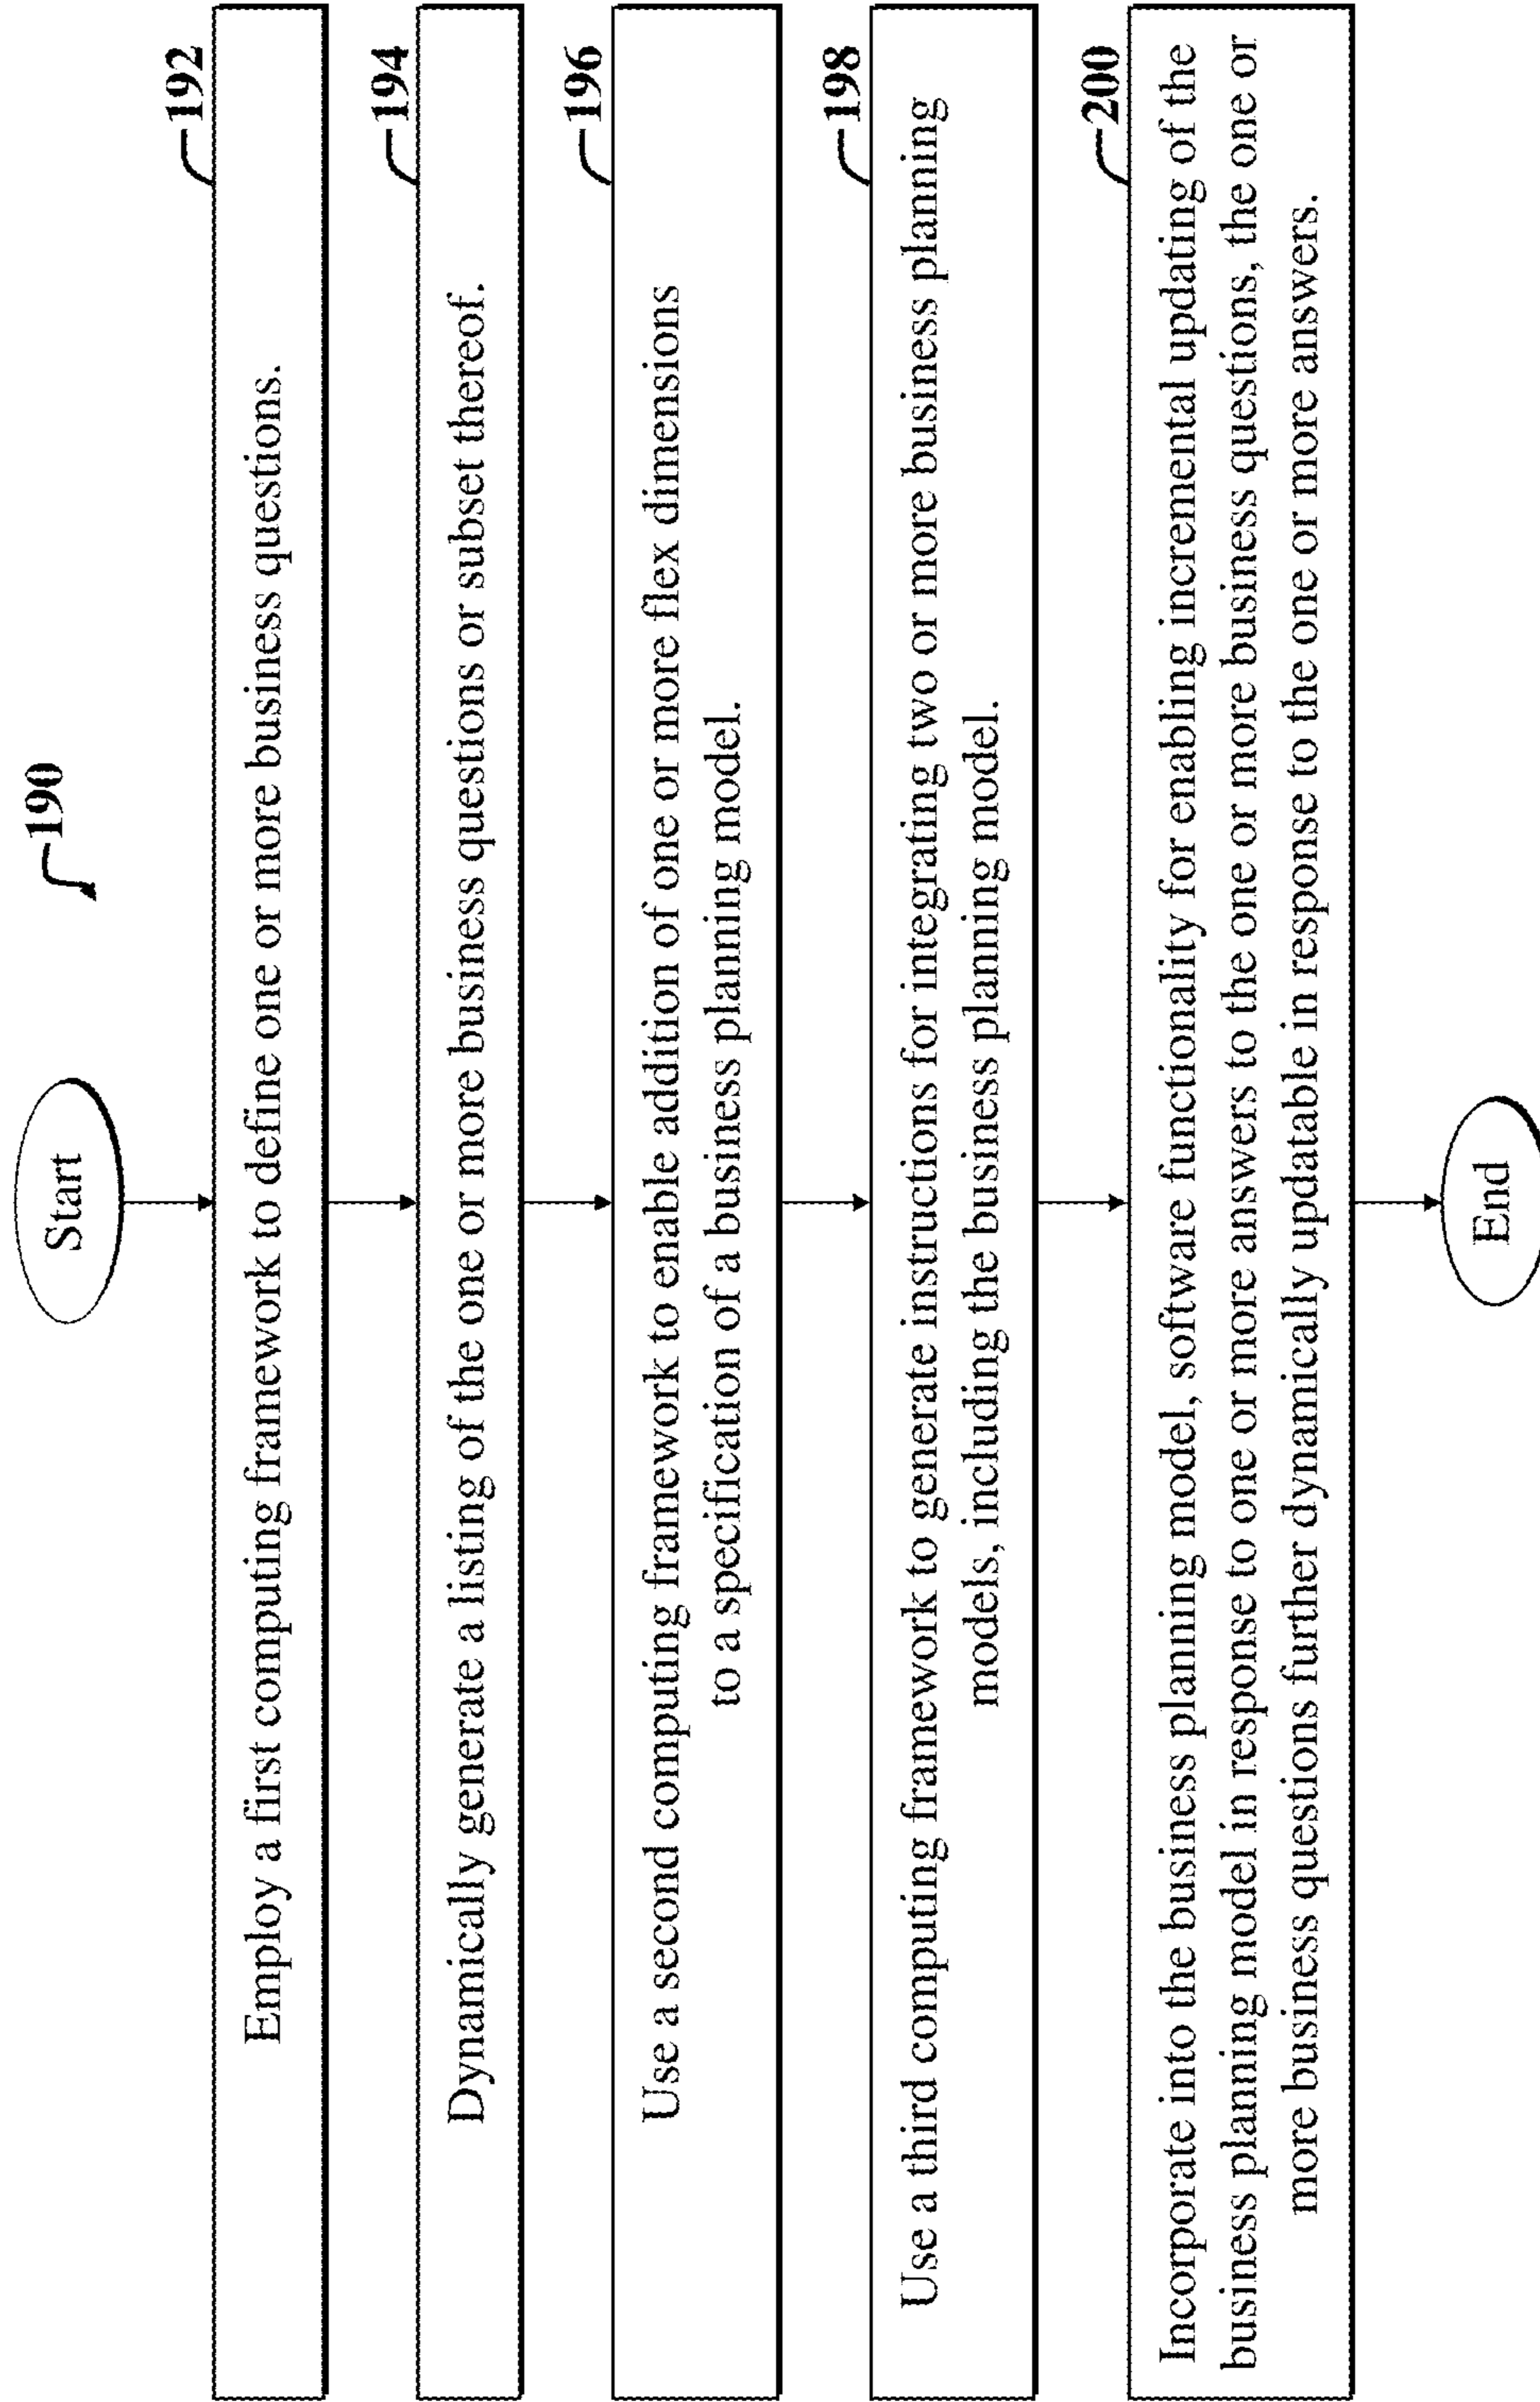 190
Start
192
Employ a first computing framework to define one or more business questions.
194
Dynamically generate a listing of the one or more business questions or subset thereof.
196
Use a second computing framework to enable addition of one or more flex dimensions
to a specification of a business planning model.
198
Use a third computing framework to generate instructions for integrating two or more business planning
models, including the business planning model.
200
Incorporate into the business planning model, software functionality for enabling incremental updating of the
business planning model in response to one or more answers to the one or more business questions, the one or
more business questions further dynamically updatable in response to the one or more answers.
End